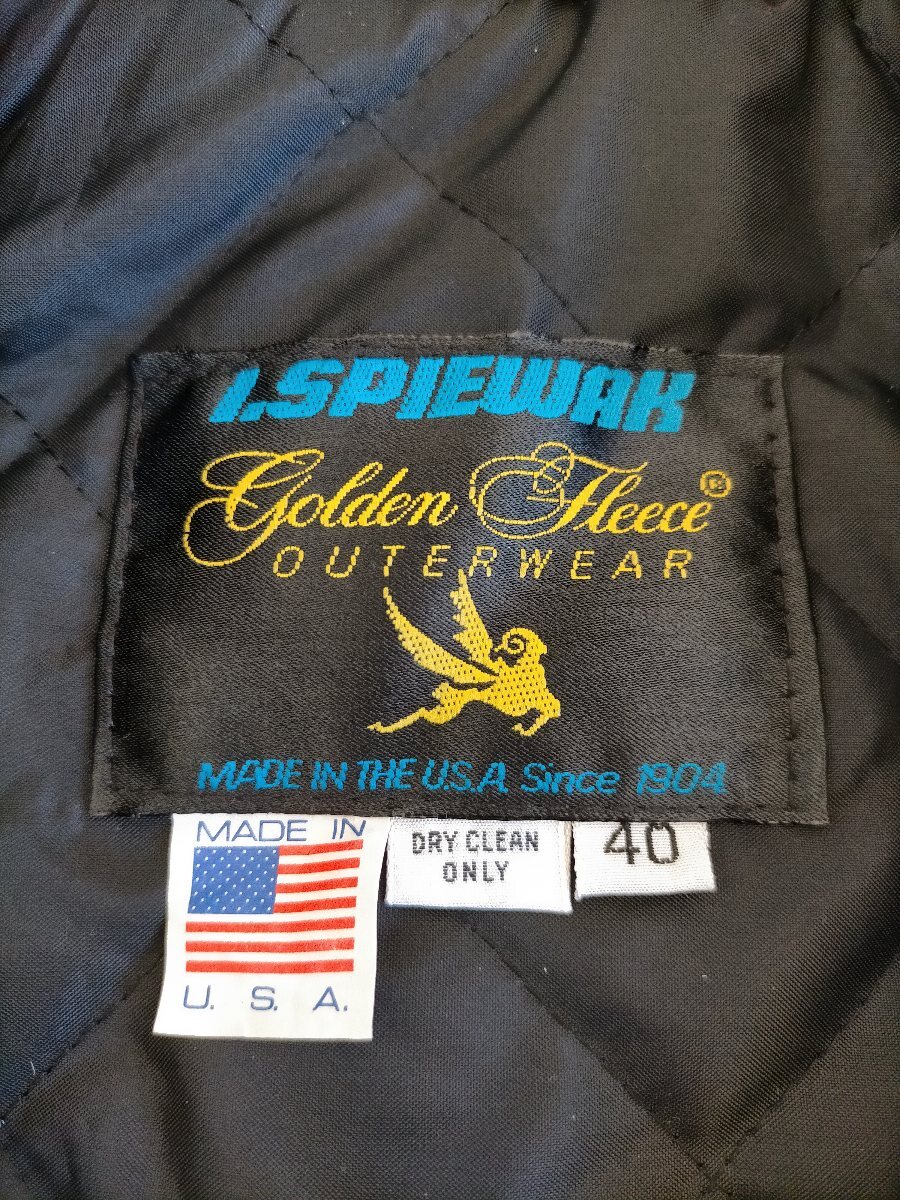 I.SPIEWAK
Golden Fleece®
OUTERWEAR
MADE IN THE U.S.A. Since 1904
MADE IN
U. S. A.
DRY CLEAN
ONLY
40